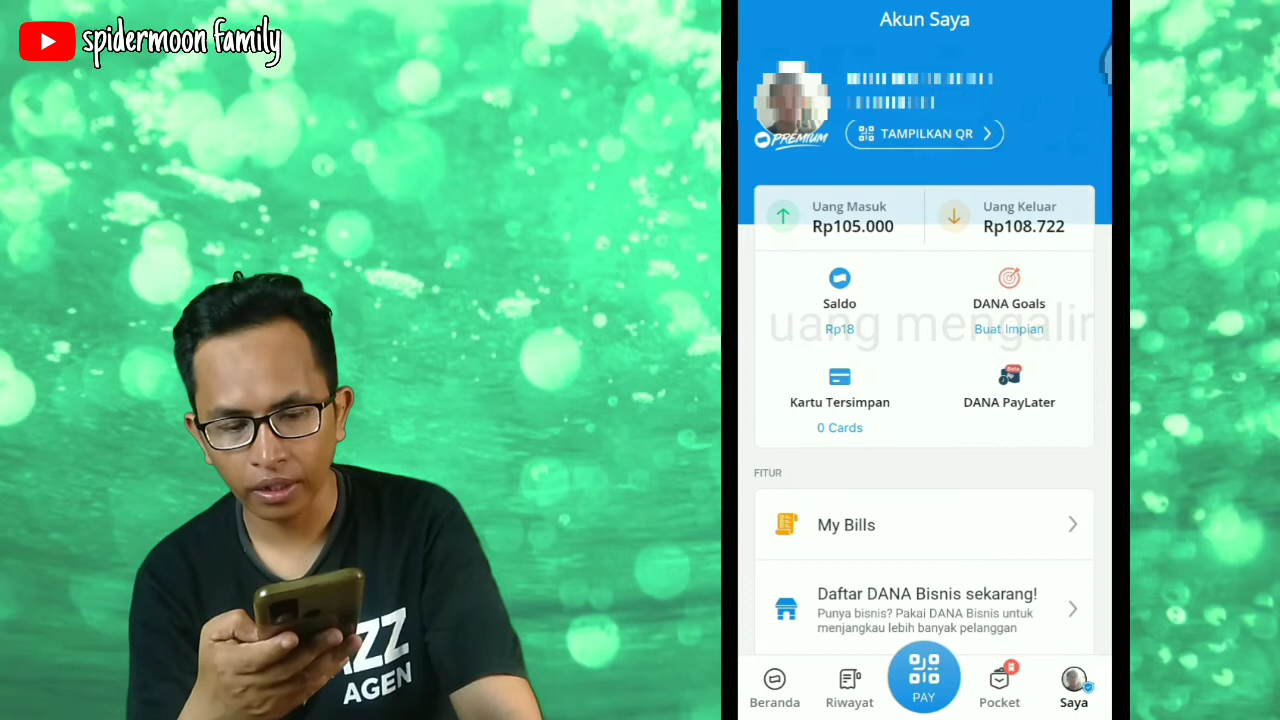 spidermoon family
Akun Saya
PREMIUM
TAMPILKAN QR
Uang Masuk
Rp105.000
Uang Keluar
Rp108.722
Saldo
Rp18
DANA Goals
Buat Impian
uang mengalir
Kartu Tersimpan
0 Cards
Beta
DANA PayLater
FITUR
My Bills
Daftar DANA Bisnis sekarang!
Punya bisnis? Pakai DANA Bisnis untuk
menjangkau lebih banyak pelanggan
Beranda
Riwayat
PAY
Pocket
Saya
AGEN